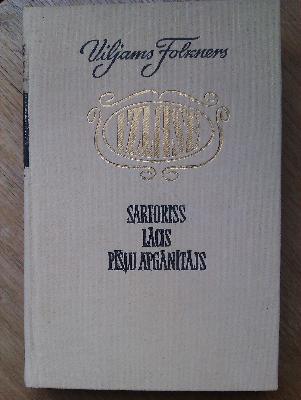 Viljams Folkners
IZLASE
SARTORISS
LĀCIS
PĪŠĻU APGĀNĪTĀJS